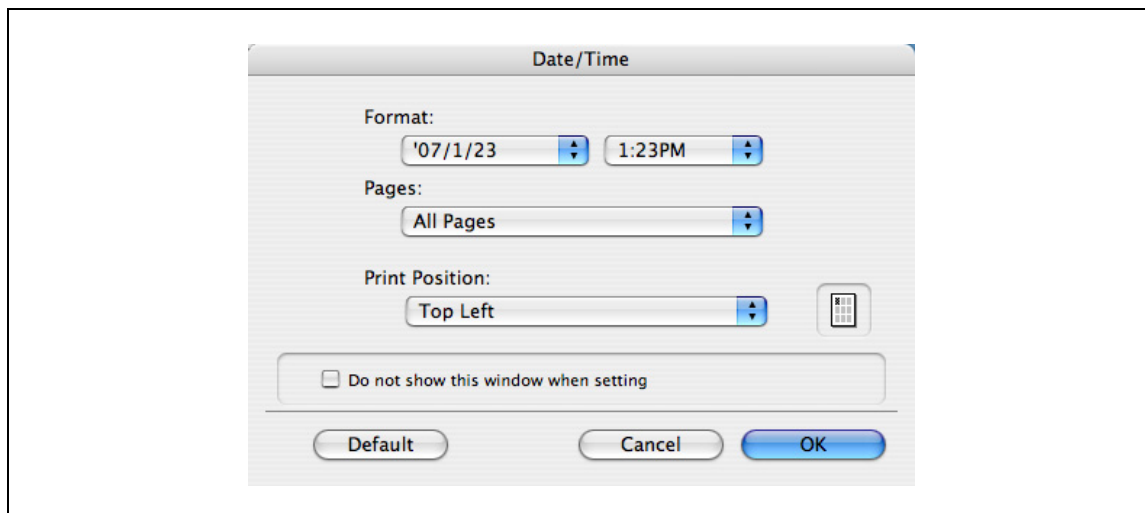 Date/Time
Format:
'07/1/23 1:23PM
Pages:
All Pages
Print Position:
Top Left
Do not show this window when setting
Default Cancel OK